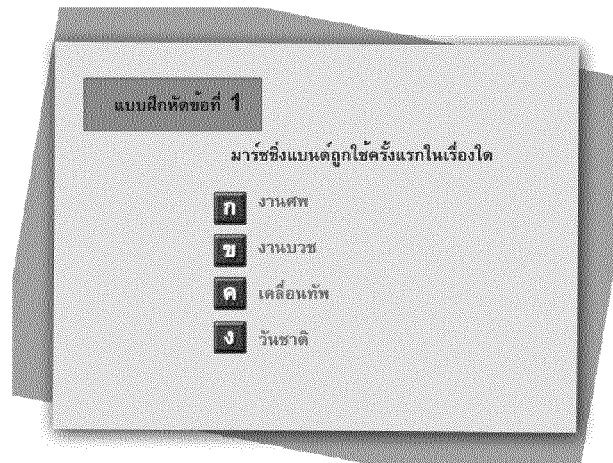 แบบฝึกหัดข้อที่ 1
มาร์ชชิ่งแบนด์ถูกใช้ครั้งแรกในเรื่องใด
ก งานศพ
ข งานบวช
ค เคลื่อนทัพ
ง วันชาติ